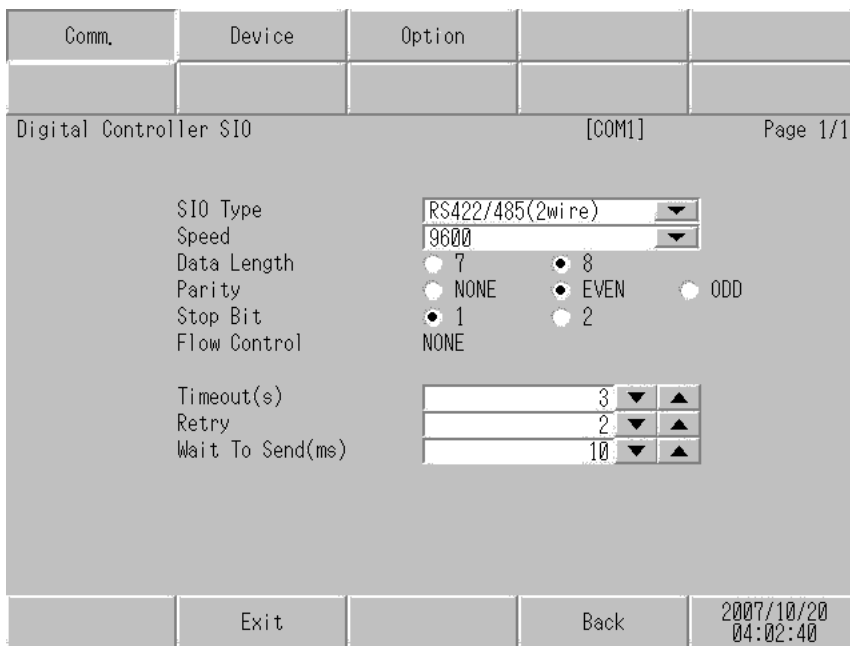 Comm. Device Option
Digital Controller SIO [COM1] Page 1/1
SIO Type RS422/485(2wire)
Speed 9600
Data Length 7 8
Parity NONE EVEN ODD
Stop Bit 1 2
Flow Control NONE
Timeout(s) 3
Retry 2
Wait To Send(ms) 10
Exit Back 2007/10/20
04:02:40